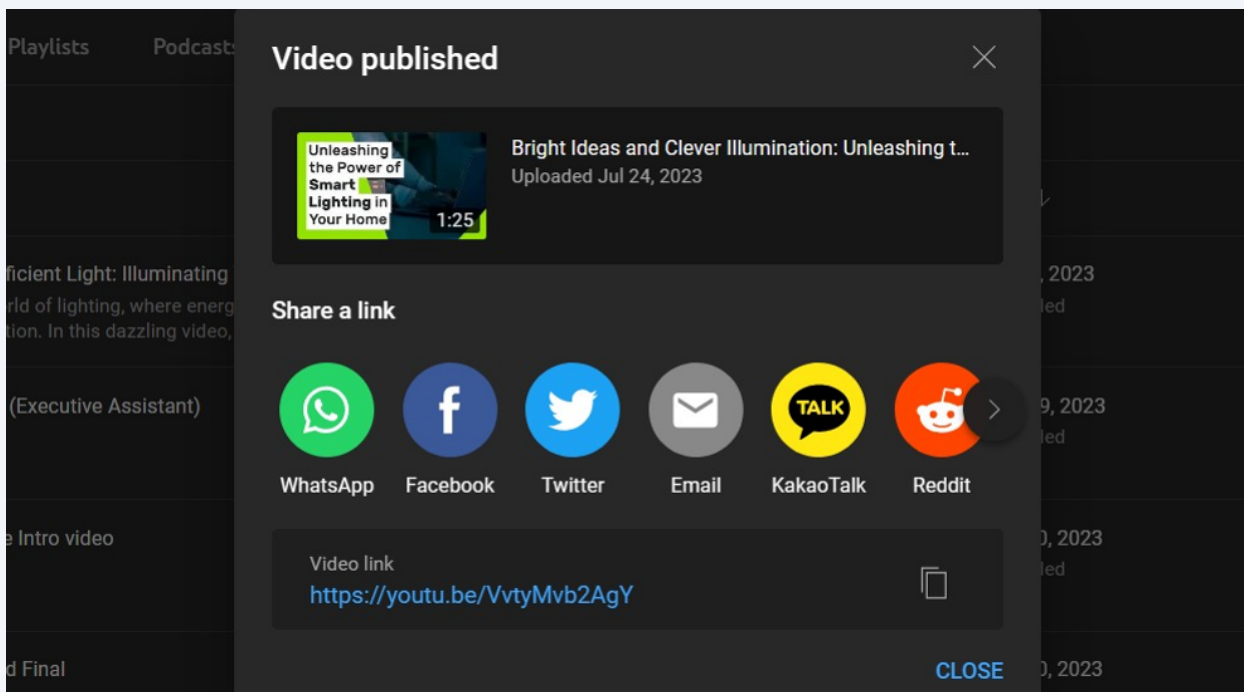 Playlists
Podcasts
Video published
Unleashing
the Power of
Smart
Lighting in
Your Home
1:25
Bright Ideas and Clever Illumination: Unleashing t...
Uploaded Jul 24, 2023
ficient Light: Illuminating
, 2023
rld of lighting, where energ
led
tion. In this dazzling video,
Share a link
TALK
WhatsApp
Facebook
Twitter
Email
KakaoTalk
Reddit
(Executive Assistant)
9, 2023
led
e Intro video
0, 2023
led
Video link
https://youtu.be/VvtyMvb2AgY
d Final
CLOSE
0, 2023